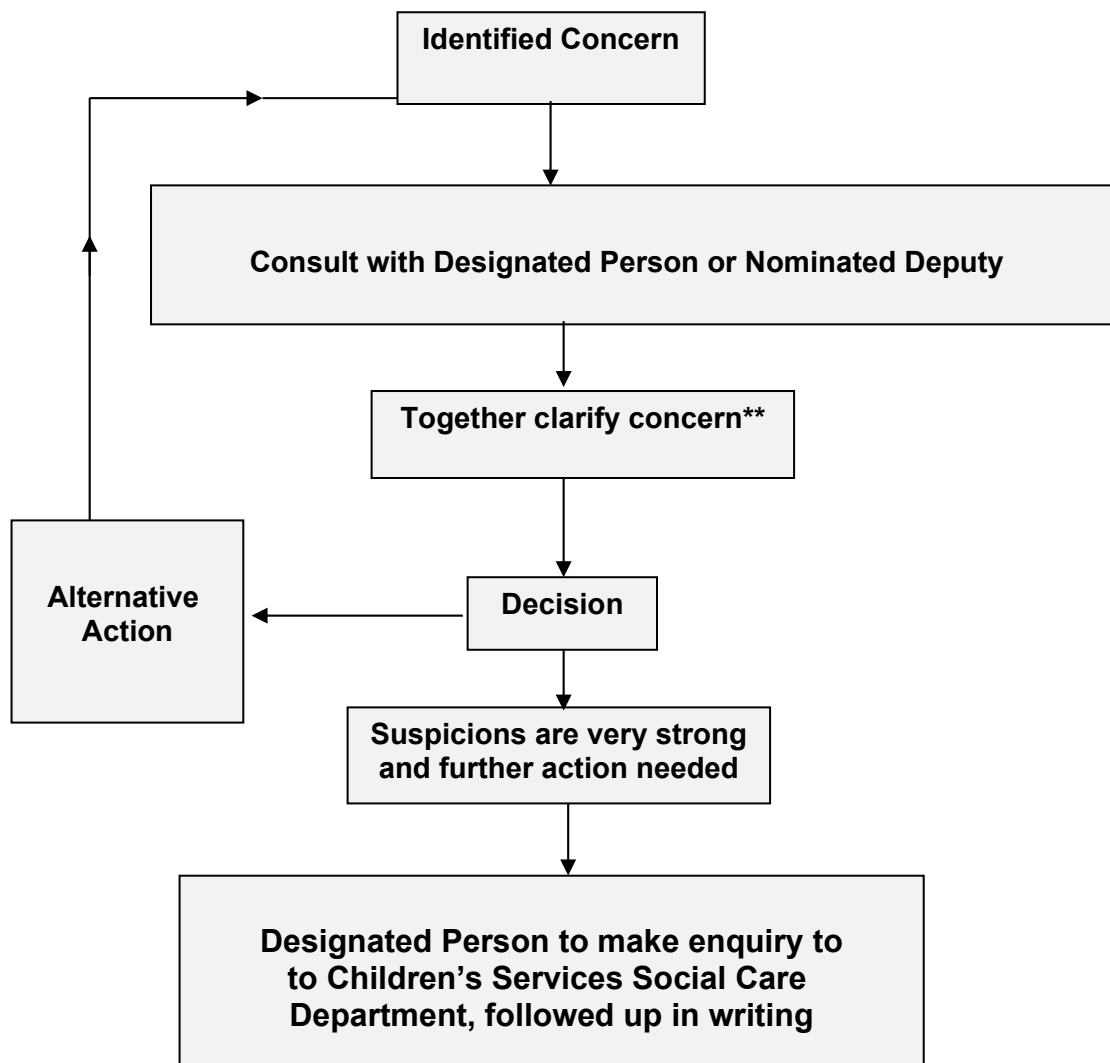 Identified Concern
Consult with Designated Person or Nominated Deputy
Together clarify concern**
Alternative
Action
Decision
Suspicions are very strong
and further action needed
Designated Person to make enquiry to
to Children’s Services Social Care
Department, followed up in writing